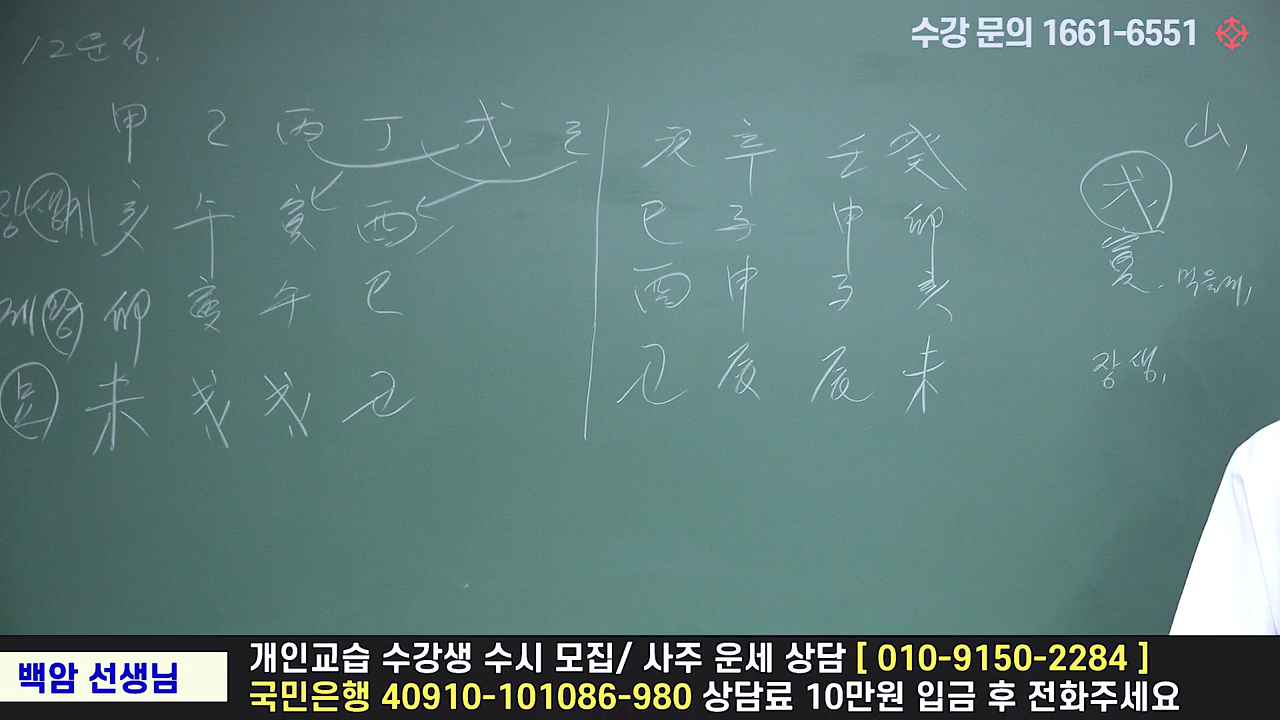 수강 문의 1661-6551
12운성.
甲 乙 丙 丁 戊 己 庚 辛 壬 癸
장생지 亥 午 寅 酉 巳 子 申 卯
제왕 卯 寅 午 巳 酉 申 子 亥
묘 未 戌 戌 丑 丑 辰 辰 未
山,
戊
寅.
장생,
백암 선생님
개인교습 수강생 수시 모집/ 사주 운세 상담 [ 010-9150-2284 ]
국민은행 40910-101086-980 상담료 10만원 입금 후 전화주세요